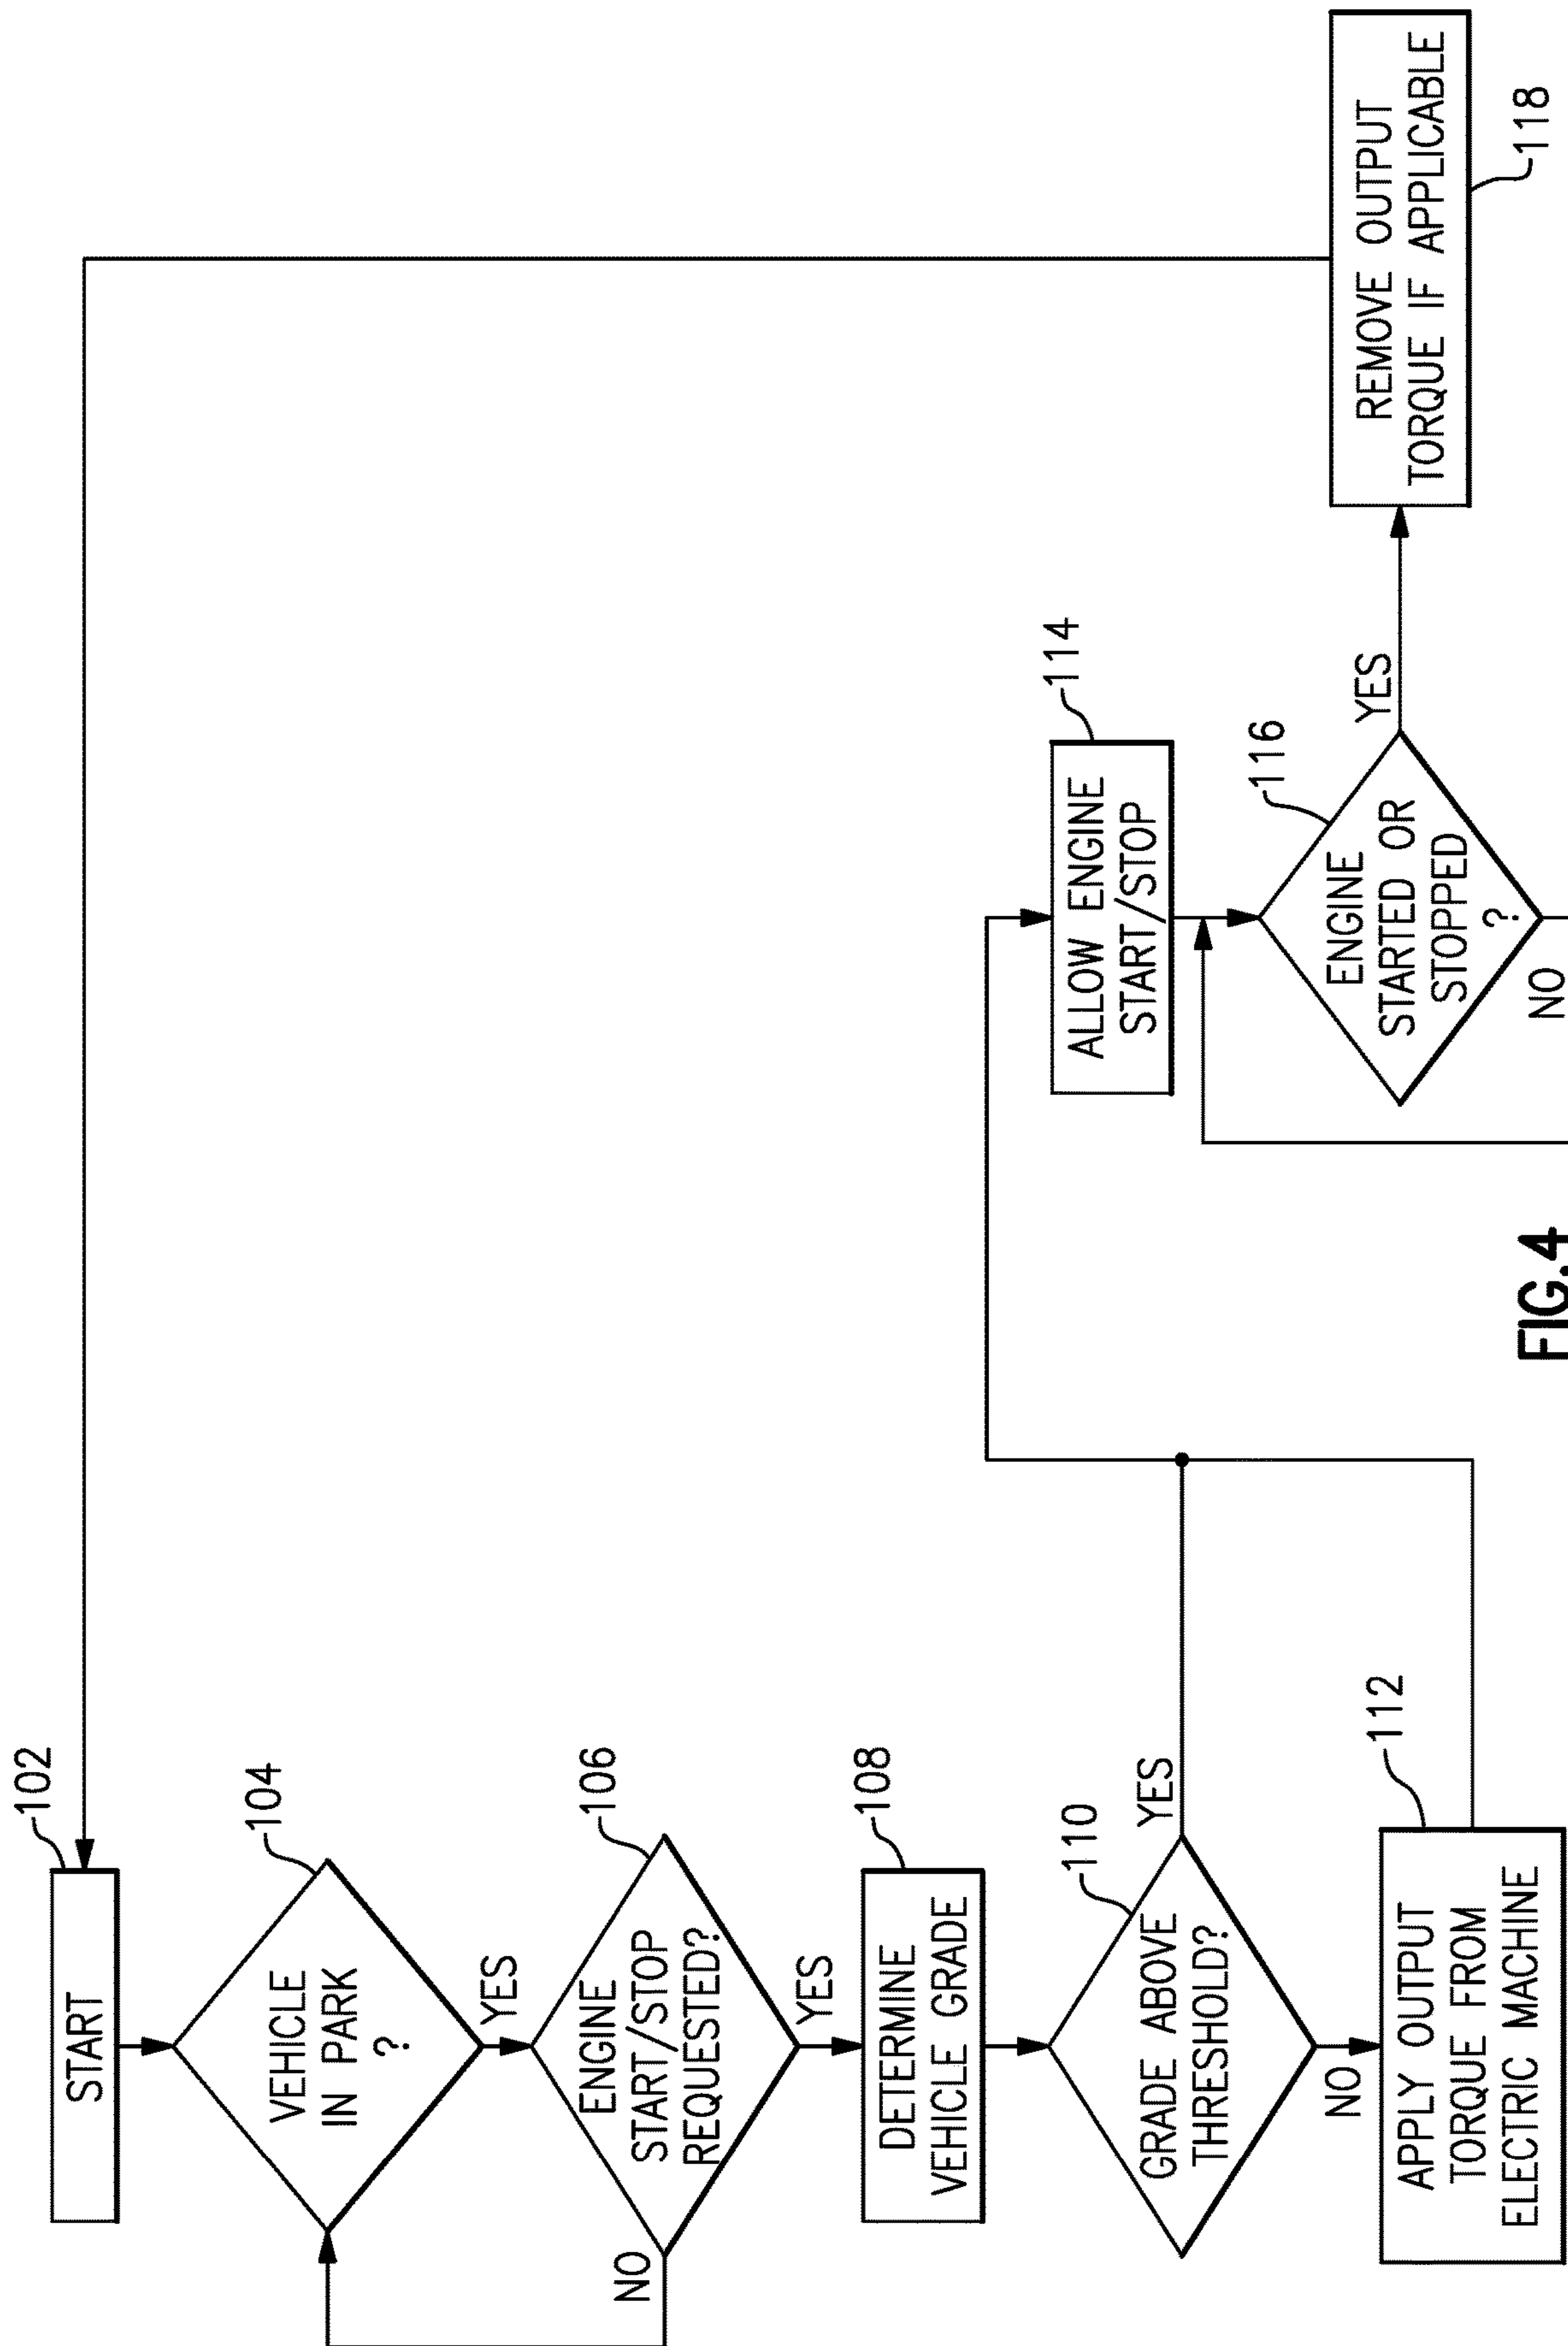 START
102
VEHICLE
IN PARK
?
104
YES
ENGINE
START/STOP
REQUESTED?
106
NO
YES
DETERMINE
VEHICLE GRADE
108
GRADE ABOVE
THRESHOLD?
110
YES
NO
APPLY OUTPUT
TORQUE FROM
ELECTRIC MACHINE
112
ALLOW ENGINE
START/STOP
114
ENGINE
STARTED OR
STOPPED
?
116
YES
NO
REMOVE OUTPUT
TORQUE IF APPLICABLE
118
FIG.4